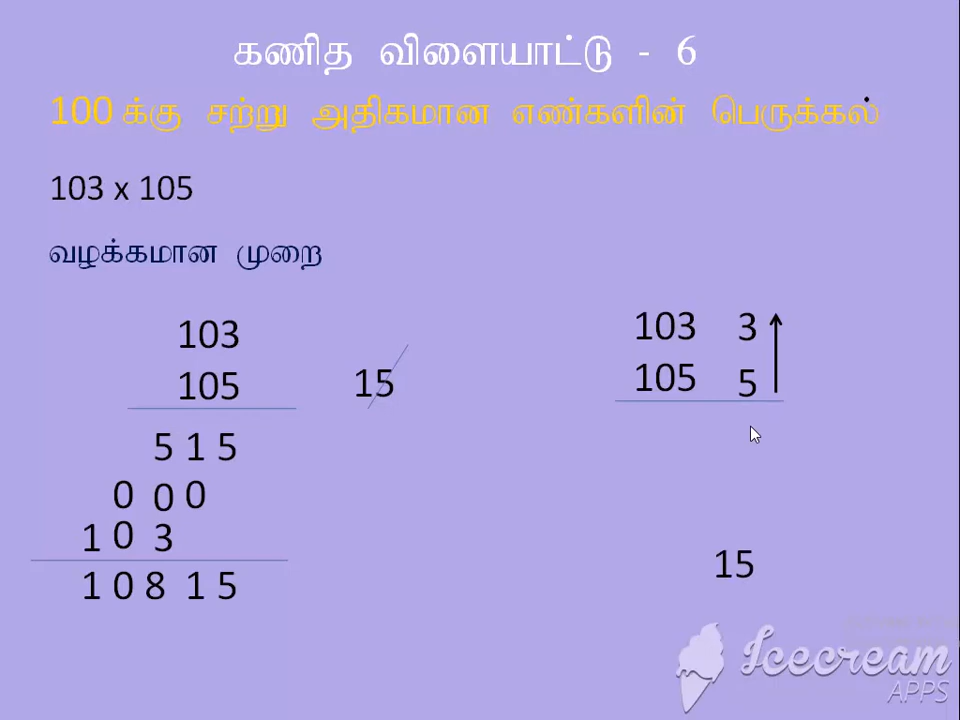 கணித விளையாட்டு - 6
100 க்கு சற்று அதிகமான எண்களின் பெருக்கல்
103 x 105
வழக்கமான முறை
103
105
15
5 1 5
0 0 0
1 0 3
1 0 8 1 5
103 3
105 5
15
Icecream
APPS